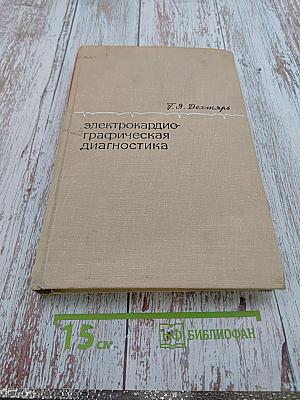 Г. Я. Дехтярь
электрокардио-
графическая
диагностика
15 см.
БИБЛИОФАН